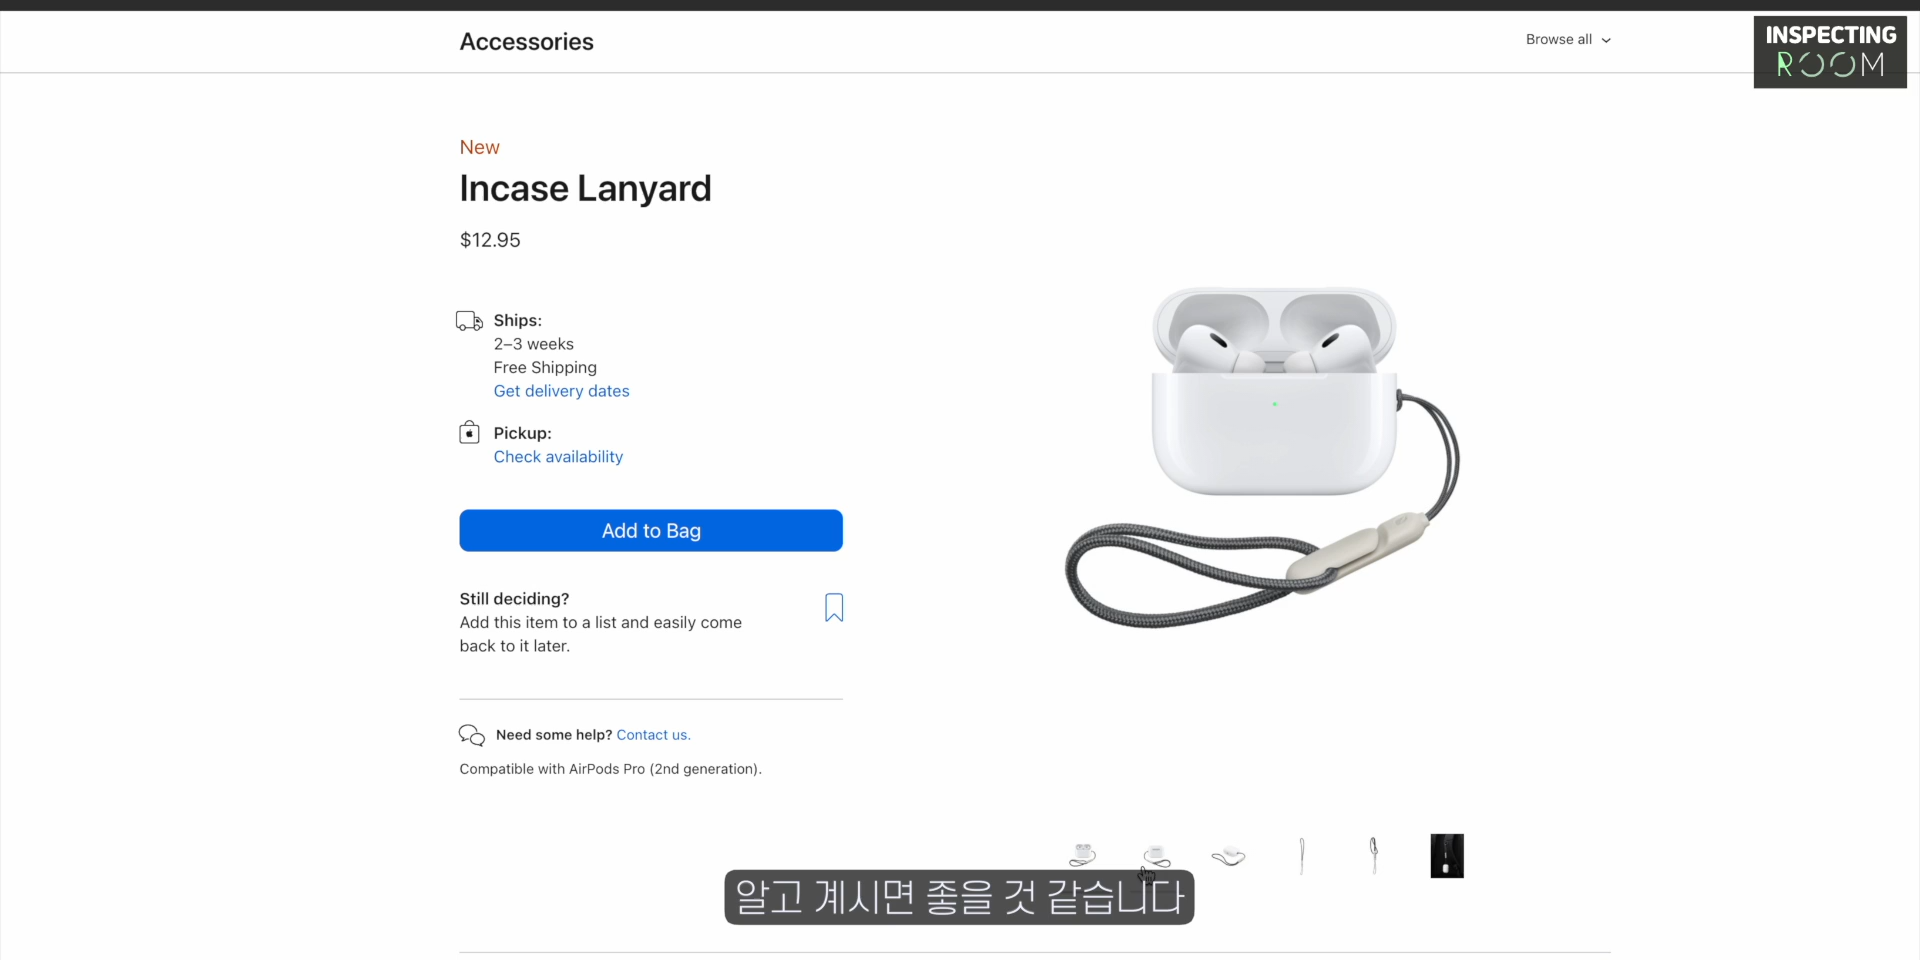 Accessories
Browse all
INSPECTING
ROOM
New
Incase Lanyard
$12.95
Ships:
2–3 weeks
Free Shipping
Get delivery dates
Pickup:
Check availability
Add to Bag
Still deciding?
Add this item to a list and easily come
back to it later.
Need some help? Contact us.
Compatible with AirPods Pro (2nd generation).
알고 계시면 좋을 것 같습니다